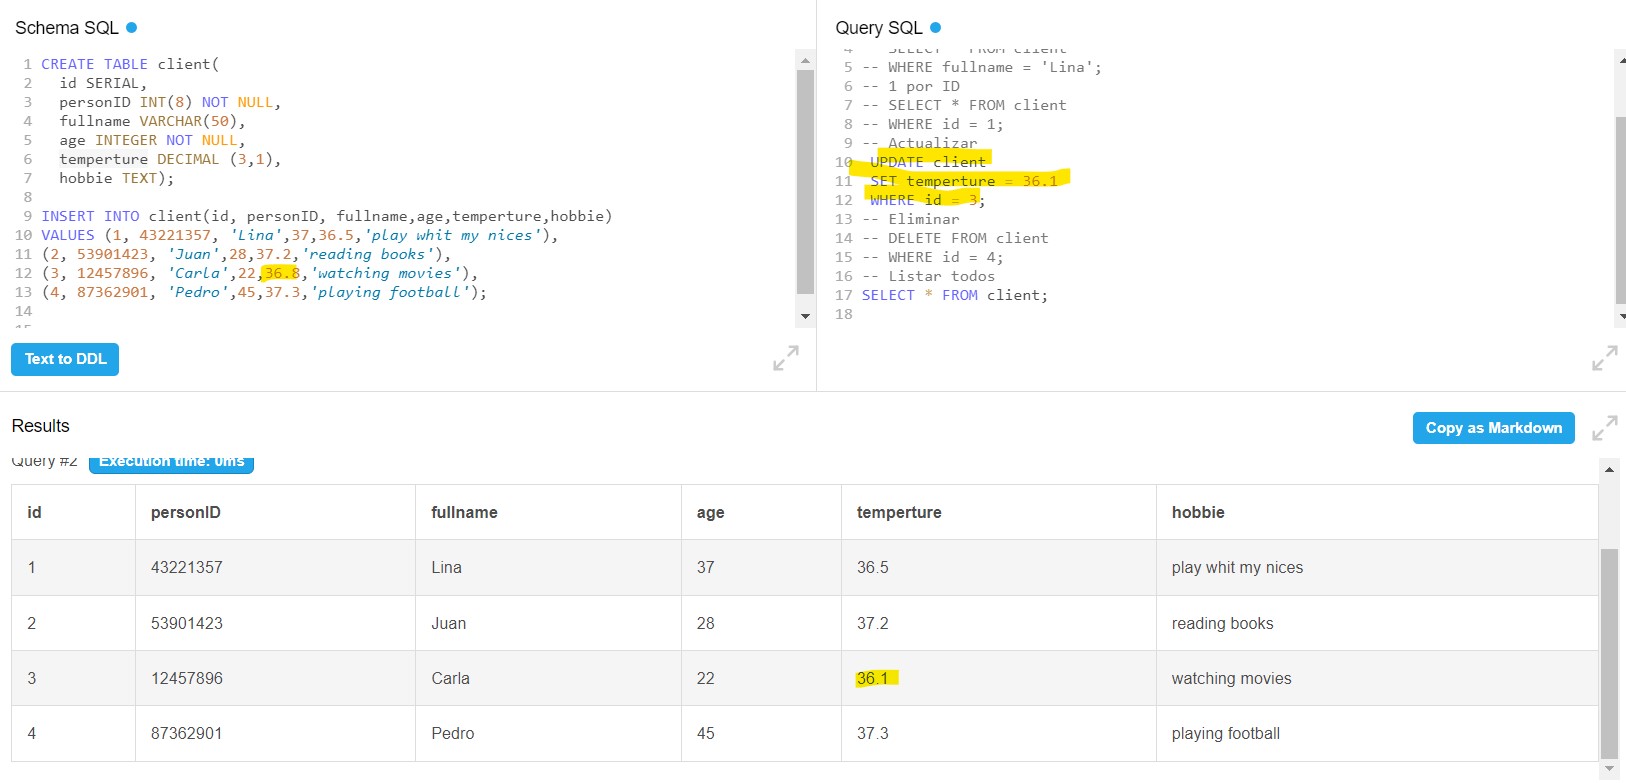 Schema SQL
1 CREATE TABLE client(
2 id SERIAL,
3 personID INT(8) NOT NULL,
4 fullname VARCHAR(50),
5 age INTEGER NOT NULL,
6 temperture DECIMAL (3,1),
7 hobbie TEXT);
8
9 INSERT INTO client(id, personID, fullname,age,temperture,hobbie)
10 VALUES (1, 43221357, 'Lina',37,36.5,'play whit my nices'),
11 (2, 53901423, 'Juan',28,37.2,'reading books'),
12 (3, 12457896, 'Carla',22,36.8,'watching movies'),
13 (4, 87362901, 'Pedro',45,37.3,'playing football');
14
Text to DDL
Query SQL
5 -- WHERE fullname = 'Lina';
6 -- 1 por ID
7 -- SELECT * FROM client
8 -- WHERE id = 1;
9 -- Actualizar
10 UPDATE client
11 SET temperture = 36.1
12 WHERE id = 3;
13 -- Eliminar
14 -- DELETE FROM client
15 -- WHERE id = 4;
16 -- Listar todos
17 SELECT * FROM client;
18
Results
Copy as Markdown
Query #2 Execution time: 0ms
id personID fullname age temperture hobbie
1 43221357 Lina 37 36.5 play whit my nices
2 53901423 Juan 28 37.2 reading books
3 12457896 Carla 22 36.1 watching movies
4 87362901 Pedro 45 37.3 playing football